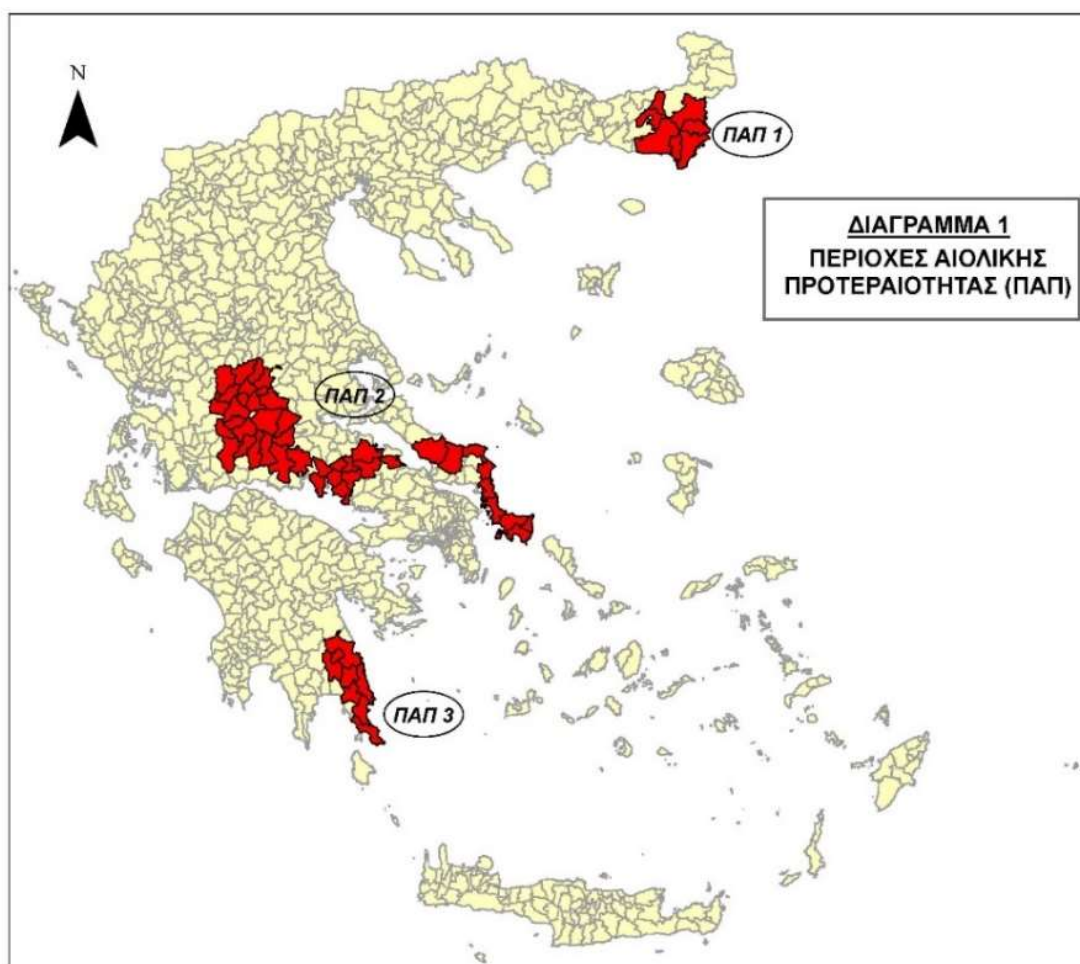 N
ΠΑΠ 1
ΔΙΑΓΡΑΜΜΑ 1
ΠΕΡΙΟΧΕΣ ΑΙΟΛΙΚΗΣ
ΠΡΟΤΕΡΑΙΟΤΗΤΑΣ (ΠΑΠ)
ΠΑΠ 2
ΠΑΠ 3